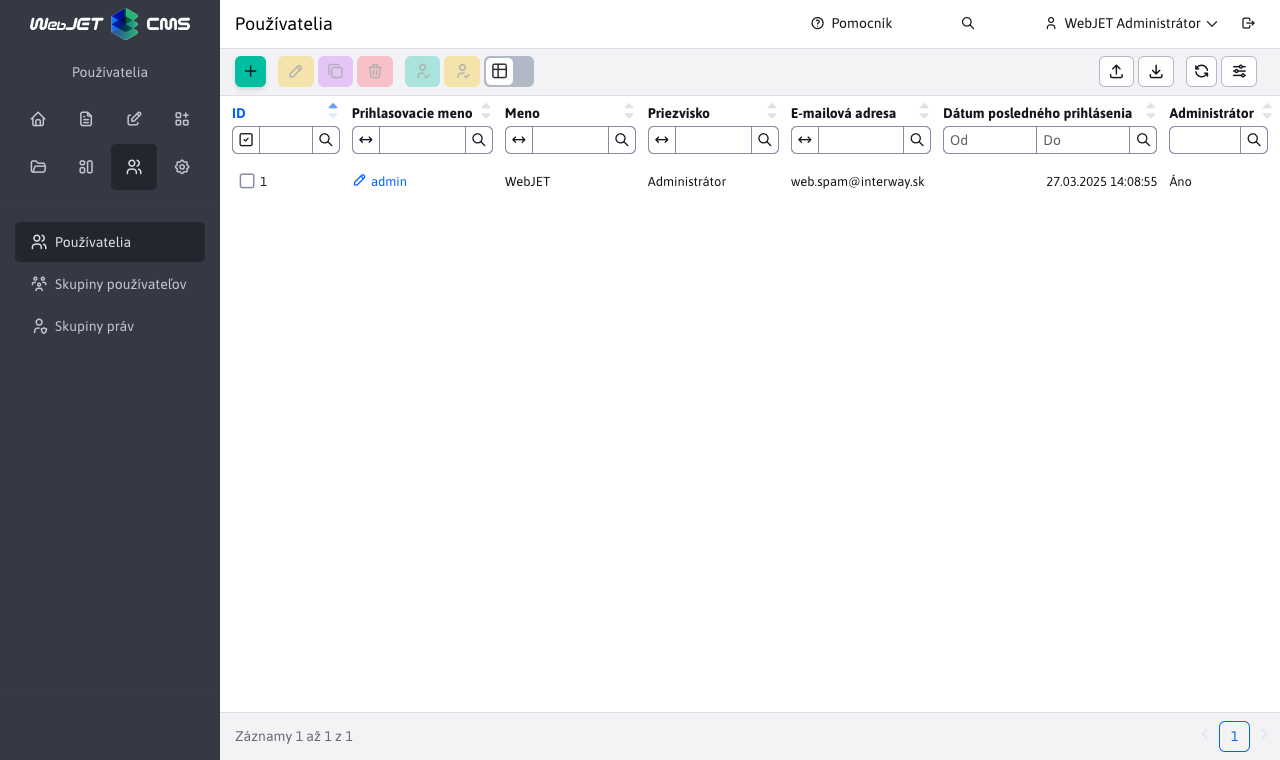 WebJET CMS
Používatelia
Používatelia
Skupiny používateľov
Skupiny práv
Používatelia
Pomocník
WebJET Administrátor
ID
Prihlasovacie meno
Meno
Priezvisko
E-mailová adresa
Dátum posledného prihlásenia
Administrátor
Od
Do
1
admin
WebJET
Administrátor
web.spam@interway.sk
27.03.2025 14:08:55
Áno
Záznamy 1 až 1 z 1
1